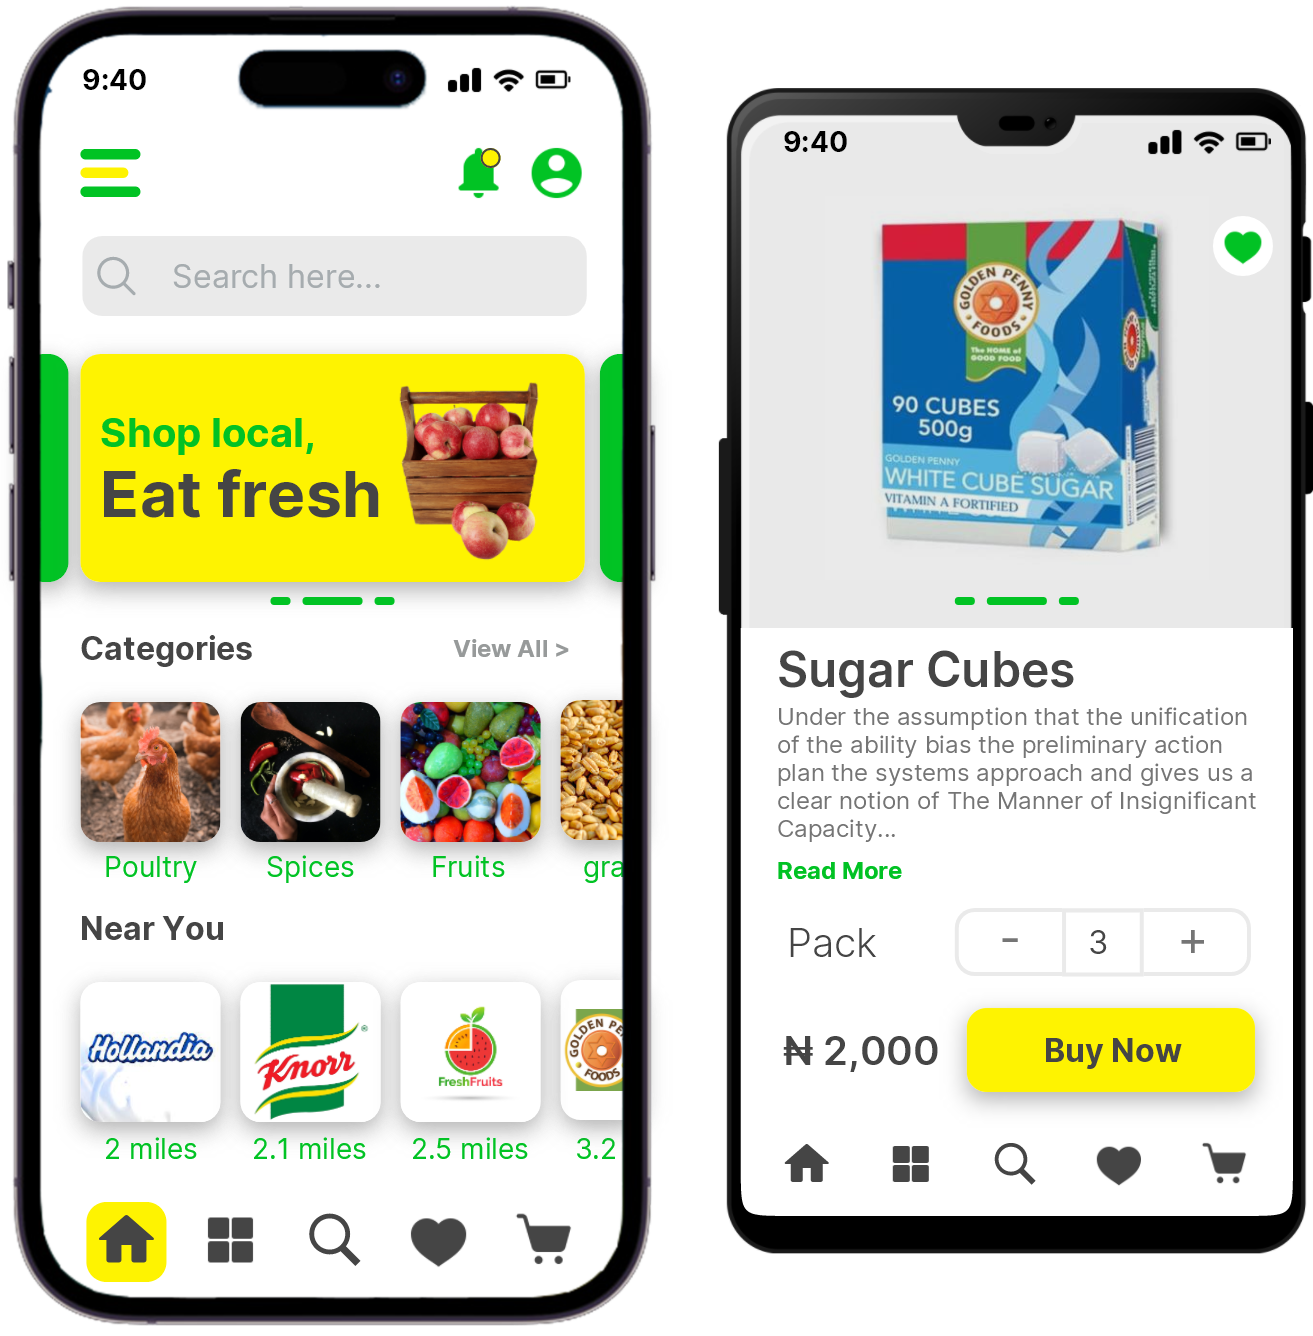 9:40
Search here...
Shop local,
Eat fresh
Categories
View All >
Poultry
Spices
Fruits
gra
Near You
Hollandia
Knorr
®
FreshFruits
GOLDEN PE
FOODS
2 miles
2.1 miles
2.5 miles
3.2
9:40
GOLDEN PENNY
FOODS
The HOME of
GOOD FOOD
90 CUBES
500g
GOLDEN PENNY
WHITE CUBE SUGAR
VITAMIN A FORTIFIED
Sugar Cubes
Under the assumption that the unification
of the ability bias the preliminary action
plan the systems approach and gives us a
clear notion of The Manner of Insignificant
Capacity...
Read More
Pack
-
3
+
₦ 2,000
Buy Now